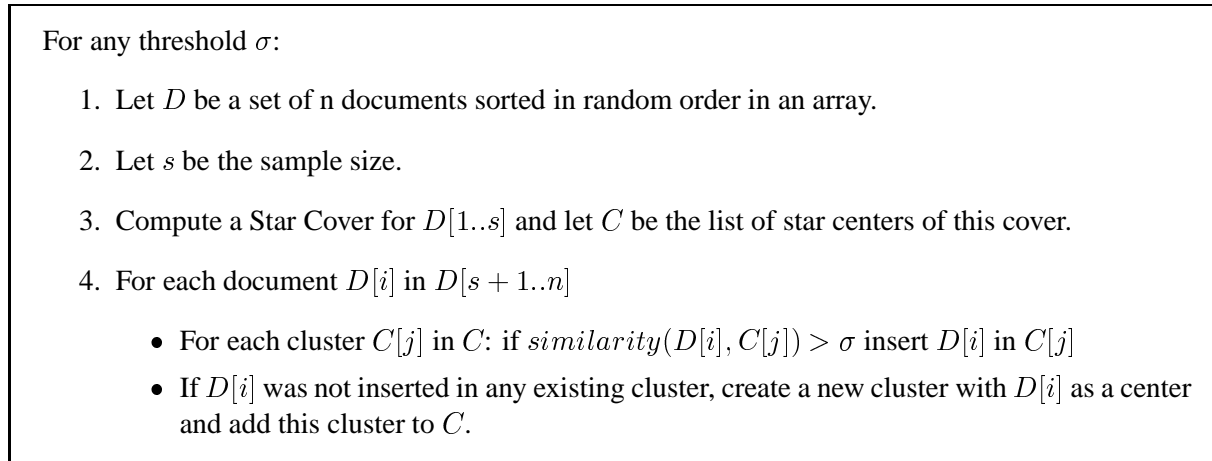 For any threshold σ:
1. Let D be a set of n documents sorted in random order in an array.
2. Let s be the sample size.
3. Compute a Star Cover for D[1..s] and let C be the list of star centers of this cover.
4. For each document D[i] in D[s + 1..n]
• For each cluster C[j] in C: if similarity(D[i], C[j]) > σ insert D[i] in C[j]
• If D[i] was not inserted in any existing cluster, create a new cluster with D[i] as a center
and add this cluster to C.